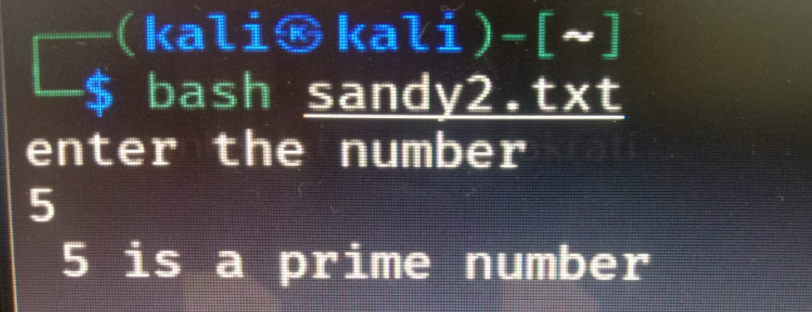 (kali㉿kali)-[~]
$ bash sandy2.txt
enter the number
5
5 is a prime number